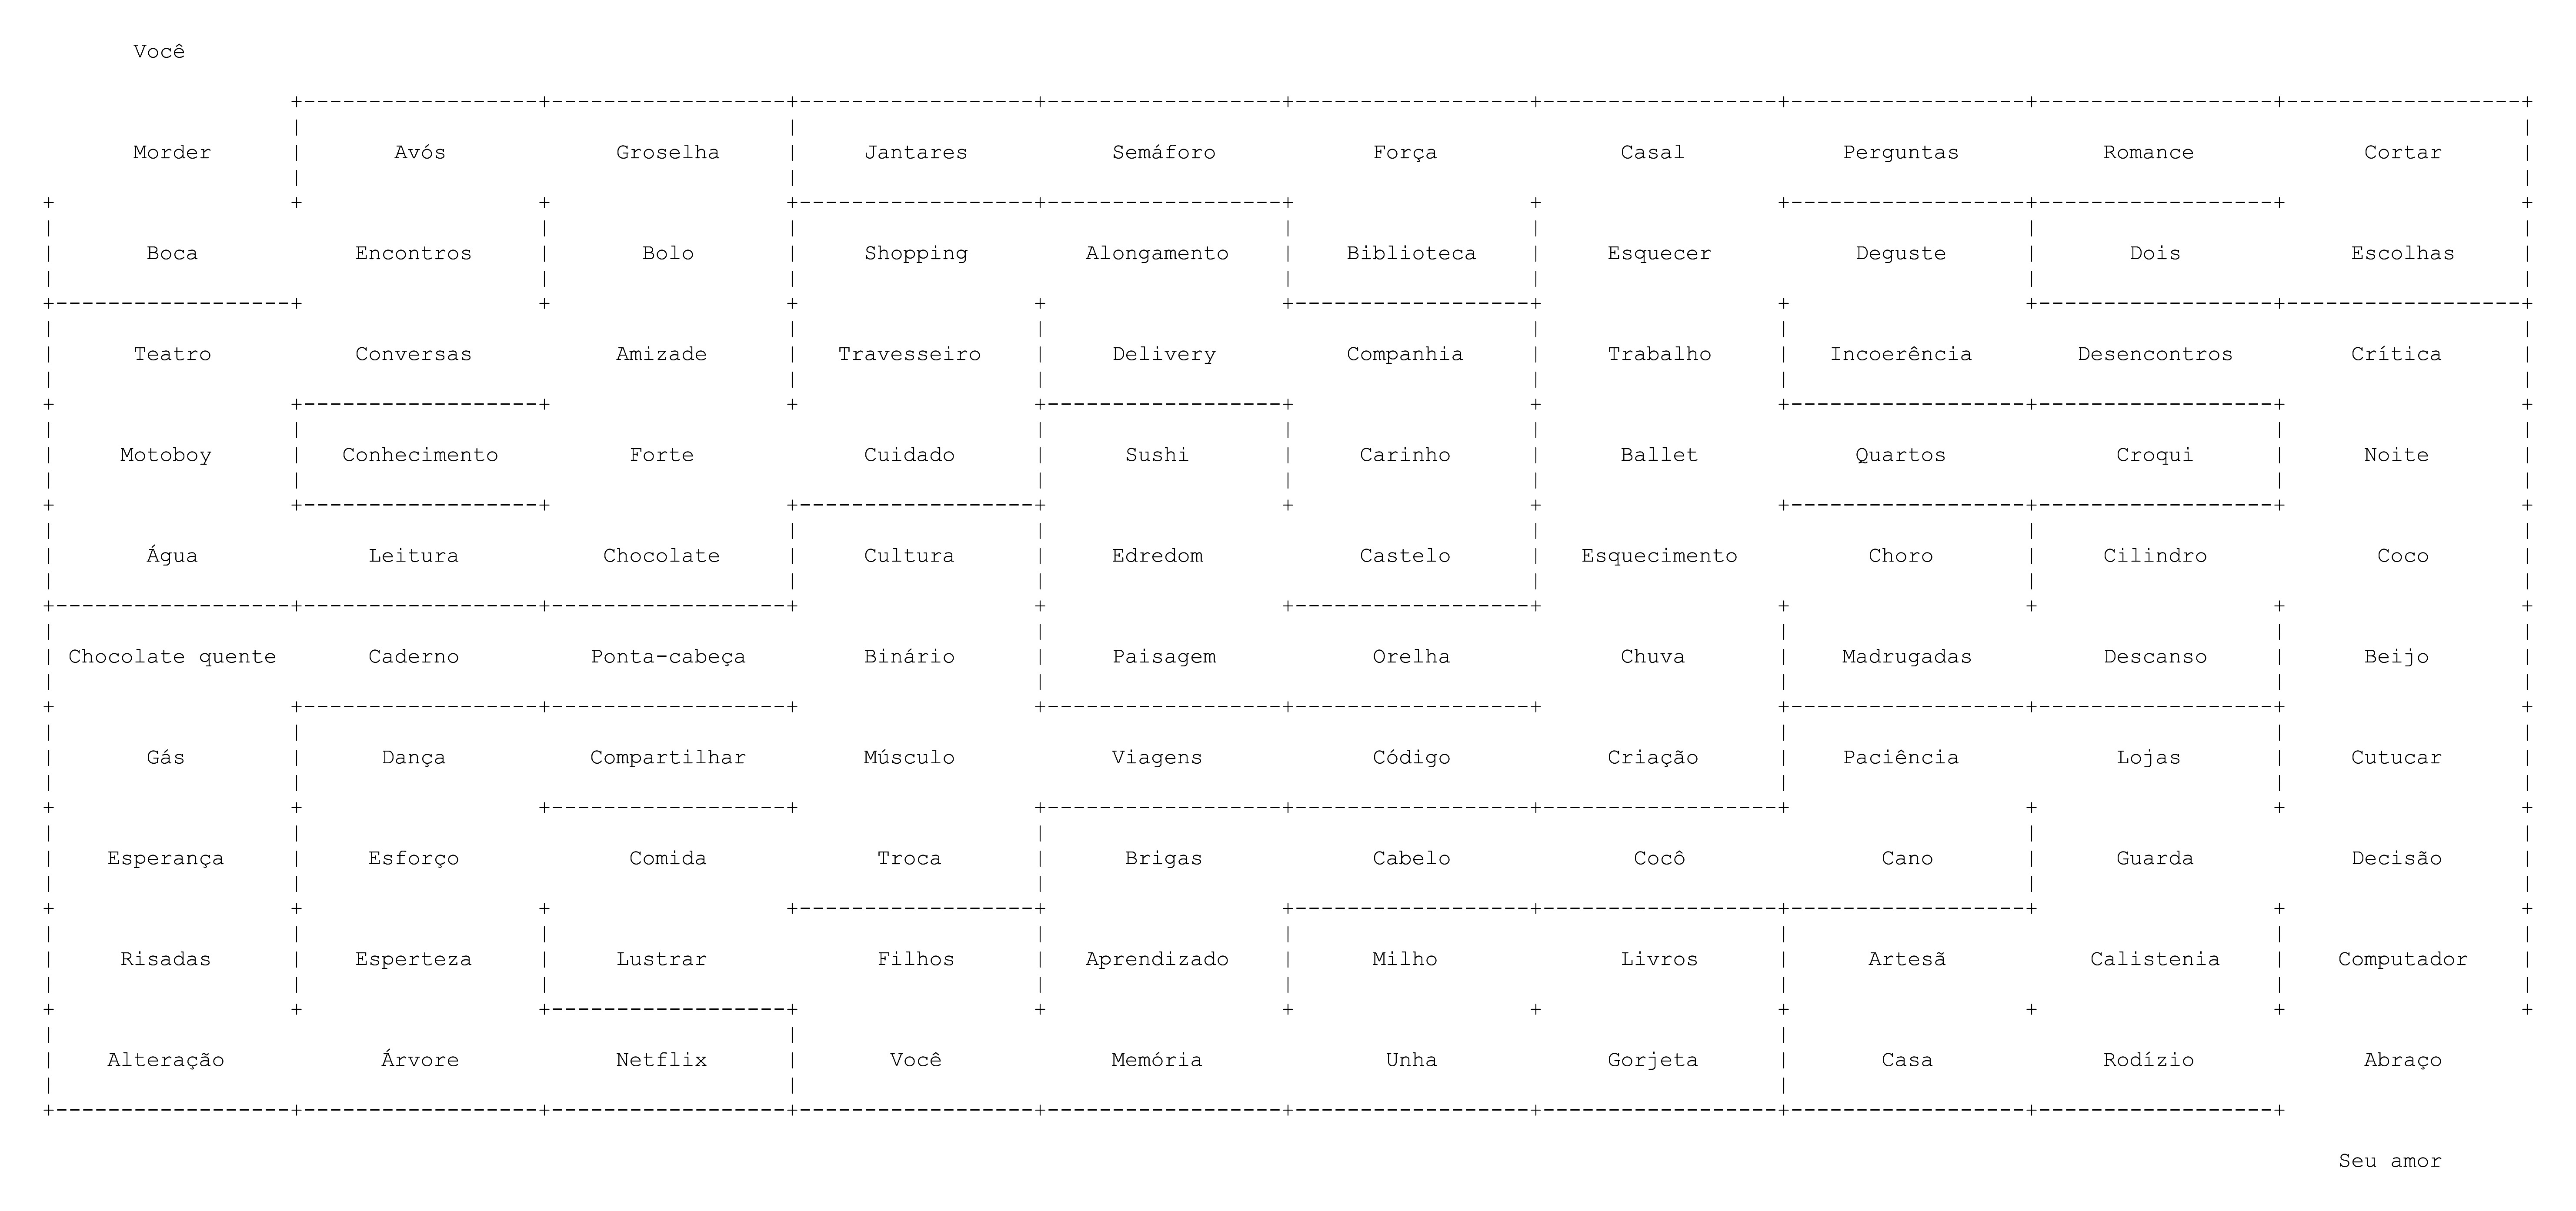 Você
Morder Avós Groselha Jantares Semáforo Força Casal Perguntas Romance Cortar
Boca Encontros Bolo Shopping Alongamento Biblioteca Esquecer Deguste Dois Escolhas
Teatro Conversas Amizade Travesseiro Delivery Companhia Trabalho Incoerência Desencontros Crítica
Motoboy Conhecimento Forte Cuidado Sushi Carinho Ballet Quartos Croqui Noite
Água Leitura Chocolate Cultura Edredom Castelo Esquecimento Choro Cilindro Coco
Chocolate quente Caderno Ponta-cabeça Binário Paisagem Orelha Chuva Madrugadas Descanso Beijo
Gás Dança Compartilhar Músculo Viagens Código Criação Paciência Lojas Cutucar
Esperança Esforço Comida Troca Brigas Cabelo Cocô Cano Guarda Decisão
Risadas Esperteza Lustrar Filhos Aprendizado Milho Livros Artesã Calistenia Computador
Alteração Árvore Netflix Você Memória Unha Gorjeta Casa Rodízio Abraço
Seu amor